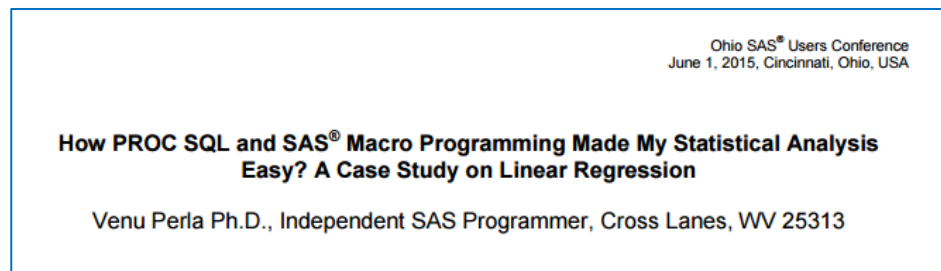 Ohio SAS® Users Conference
June 1, 2015, Cincinnati, Ohio, USA
How PROC SQL and SAS® Macro Programming Made My Statistical Analysis
Easy? A Case Study on Linear Regression
Venu Perla Ph.D., Independent SAS Programmer, Cross Lanes, WV 25313